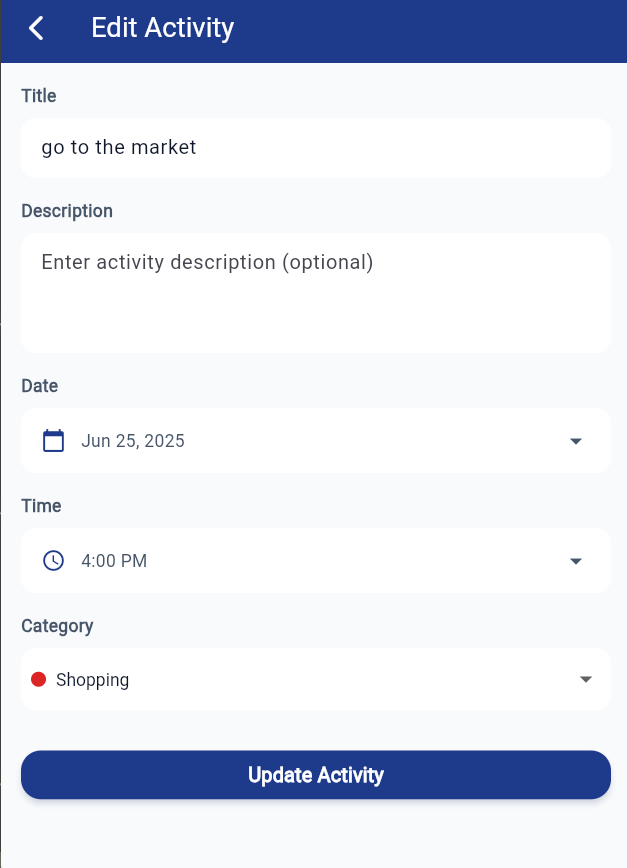 Edit Activity
Title
go to the market
Description
Enter activity description (optional)
Date
Jun 25, 2025
Time
4:00 PM
Category
Shopping
Update Activity